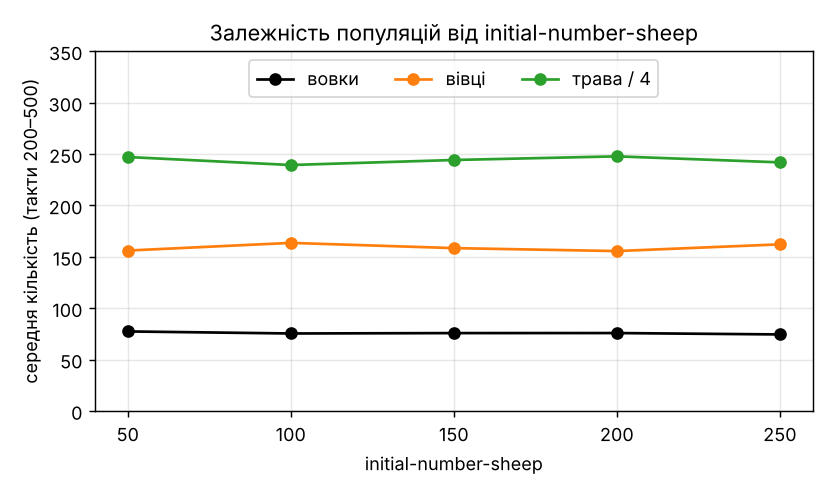 Залежність популяцій від initial-number-sheep
вовки вівці трава / 4
середня кількість (такти 200–500)
350
300
250
200
150
100
50
0
50 100 150 200 250
initial-number-sheep